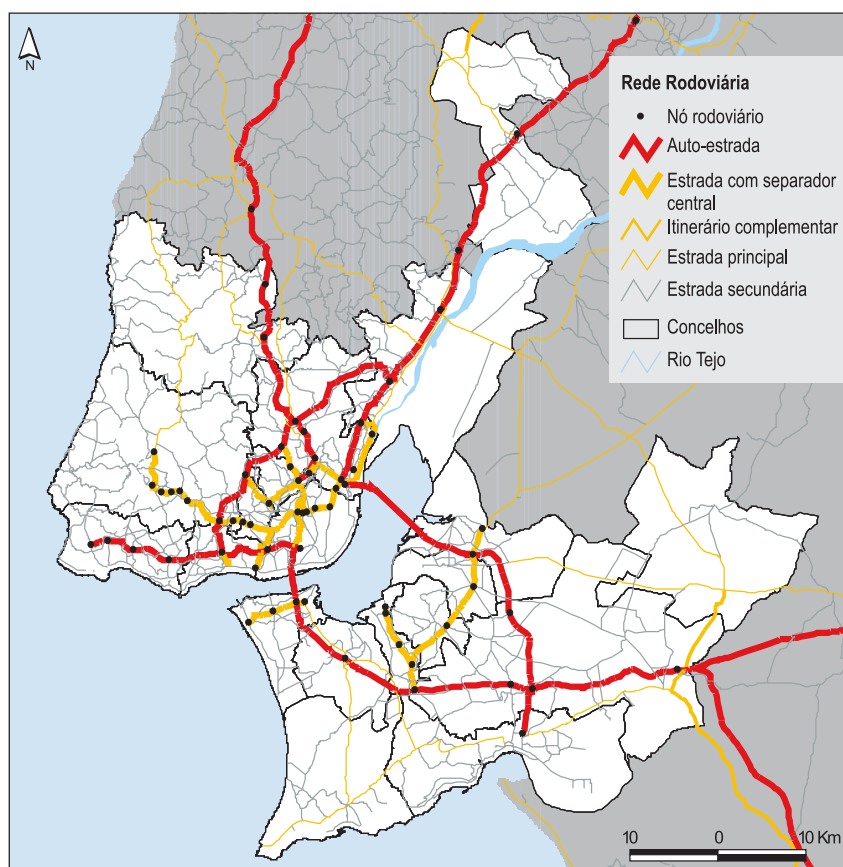 N
Rede Rodoviária
Nó rodoviário
Auto-estrada
Estrada com separador
central
Itinerário complementar
Estrada principal
Estrada secundária
Concelhos
Rio Tejo
10 0 10 Km